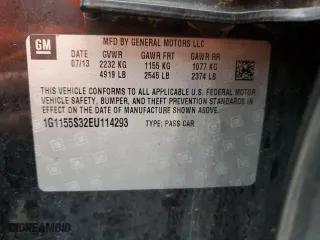 GM
MFD BY GENERAL MOTORS LLC
DATE GVWR GAWR FRT GAWR RR
07/13 2232 KG 1155 KG 1077 KG
4919 LB 2545 LB 2374 LB
THIS VEHICLE CONFORMS TO ALL APPLICABLE U.S. FEDERAL MOTOR
VEHICLE SAFETY, BUMPER, AND THEFT PREVENTION STANDARDS
IN EFFECT ON THE DATE OF MANUFACTURE SHOWN ABOVE.
1G1155S32EU114293 TYPE: PASS CAR
DREAMBID